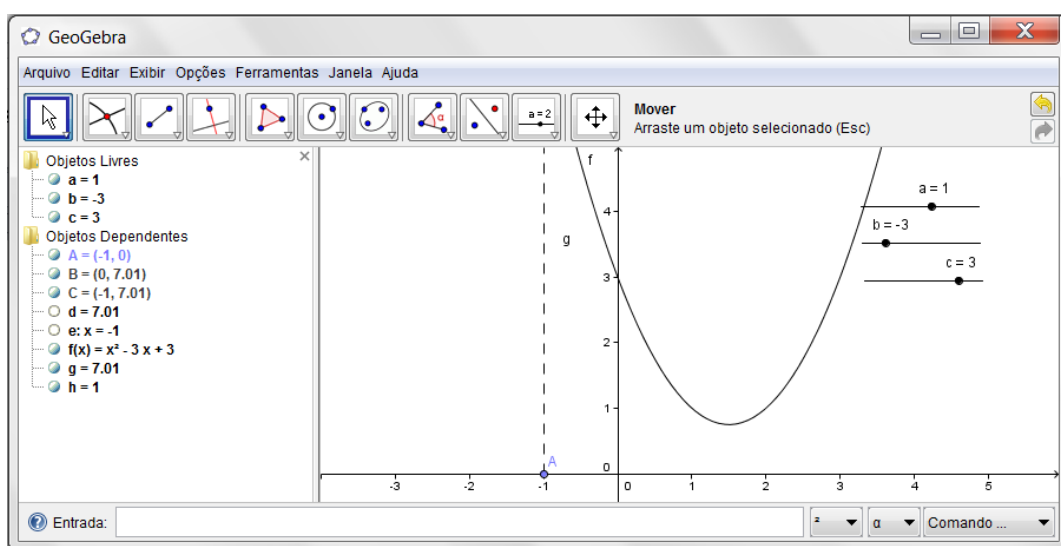 GeoGebra
Arquivo Editar Exibir Opções Ferramentas Janela Ajuda
α
a = 2
Mover
Arraste um objeto selecionado (Esc)
Objetos Livres
a = 1
b = -3
c = 3
Objetos Dependentes
A = (-1, 0)
B = (0, 7.01)
C = (-1, 7.01)
d = 7.01
e: x = -1
f(x) = x² - 3 x + 3
g = 7.01
h = 1
f
g
a = 1
b = -3
c = 3
4
3
2
1
0
A
-3 -2 -1 0 1 2 3 4 5
Entrada:
² α Comando ...